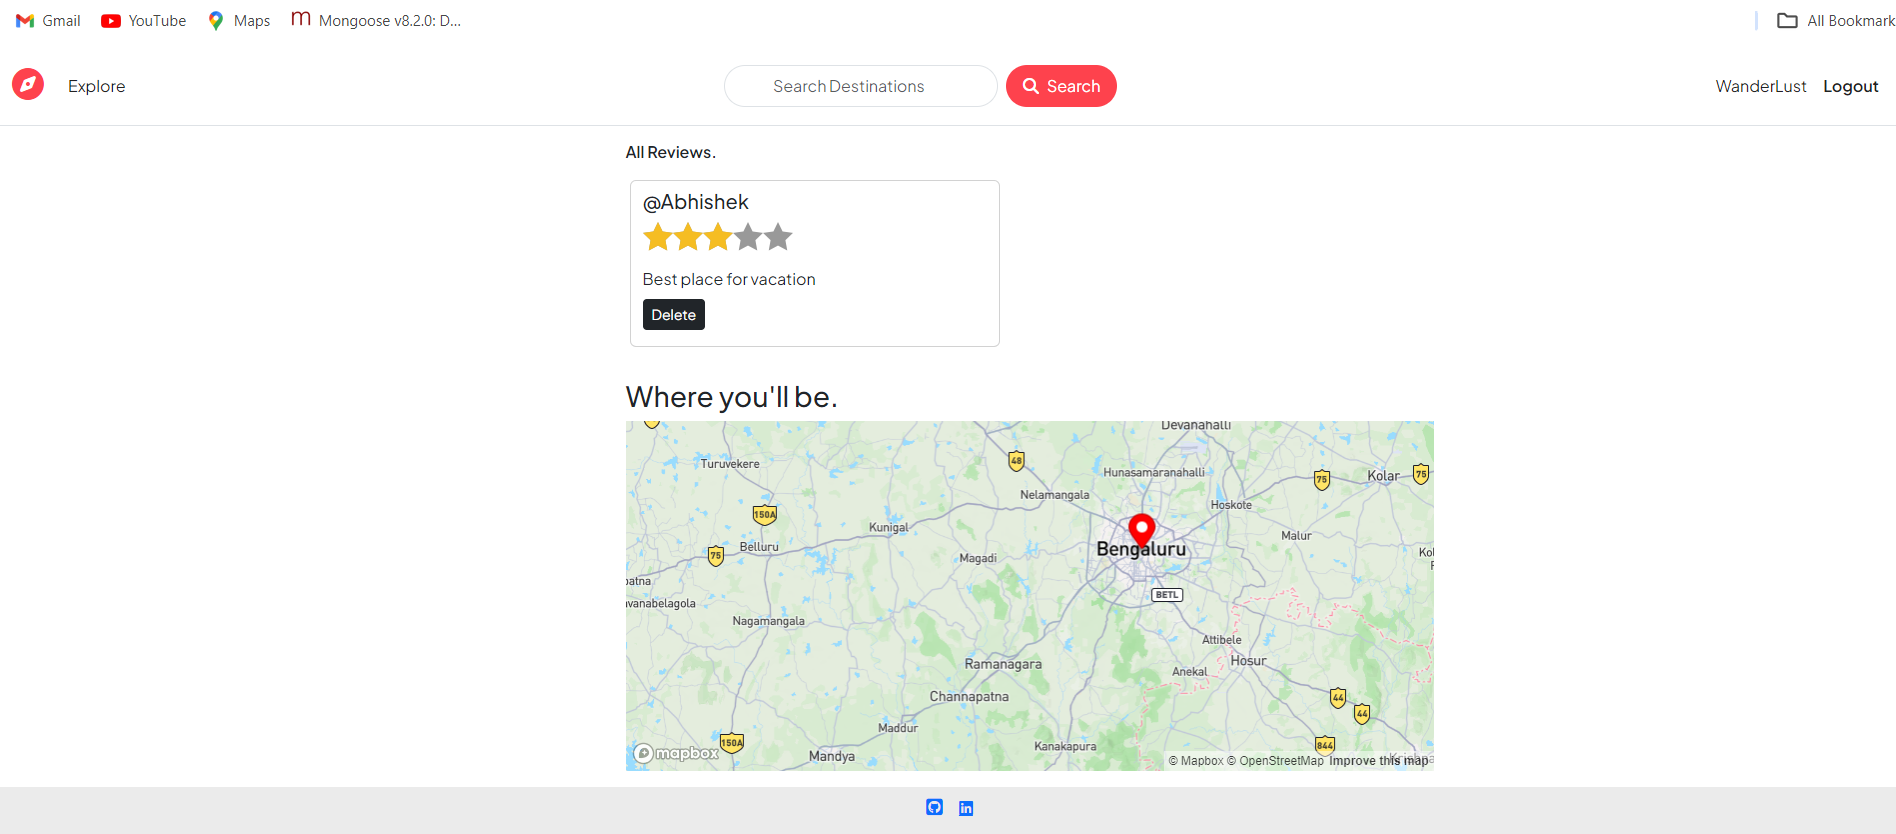 Gmail YouTube Maps Mongoose v8.2.0: D... All Bookmark
Explore Search Destinations Search WanderLust Logout
All Reviews.
@Abhishek
Best place for vacation
Delete
Where you'll be.
Devanahalli
Turuvekere 48 Hunasamaranahalli 75 Kolar 75
Nelamangala Hoskote
150A Kunigal
Malur
75 Belluru Magadi Bengaluru
BETL
Nagamangala
Attibele
Ramanagara Anekal Hosur
Channapatna 44
44
Maddur
150A Kanakapura 844
mapbox Mandya © Mapbox © OpenStreetMap Improve this map
in